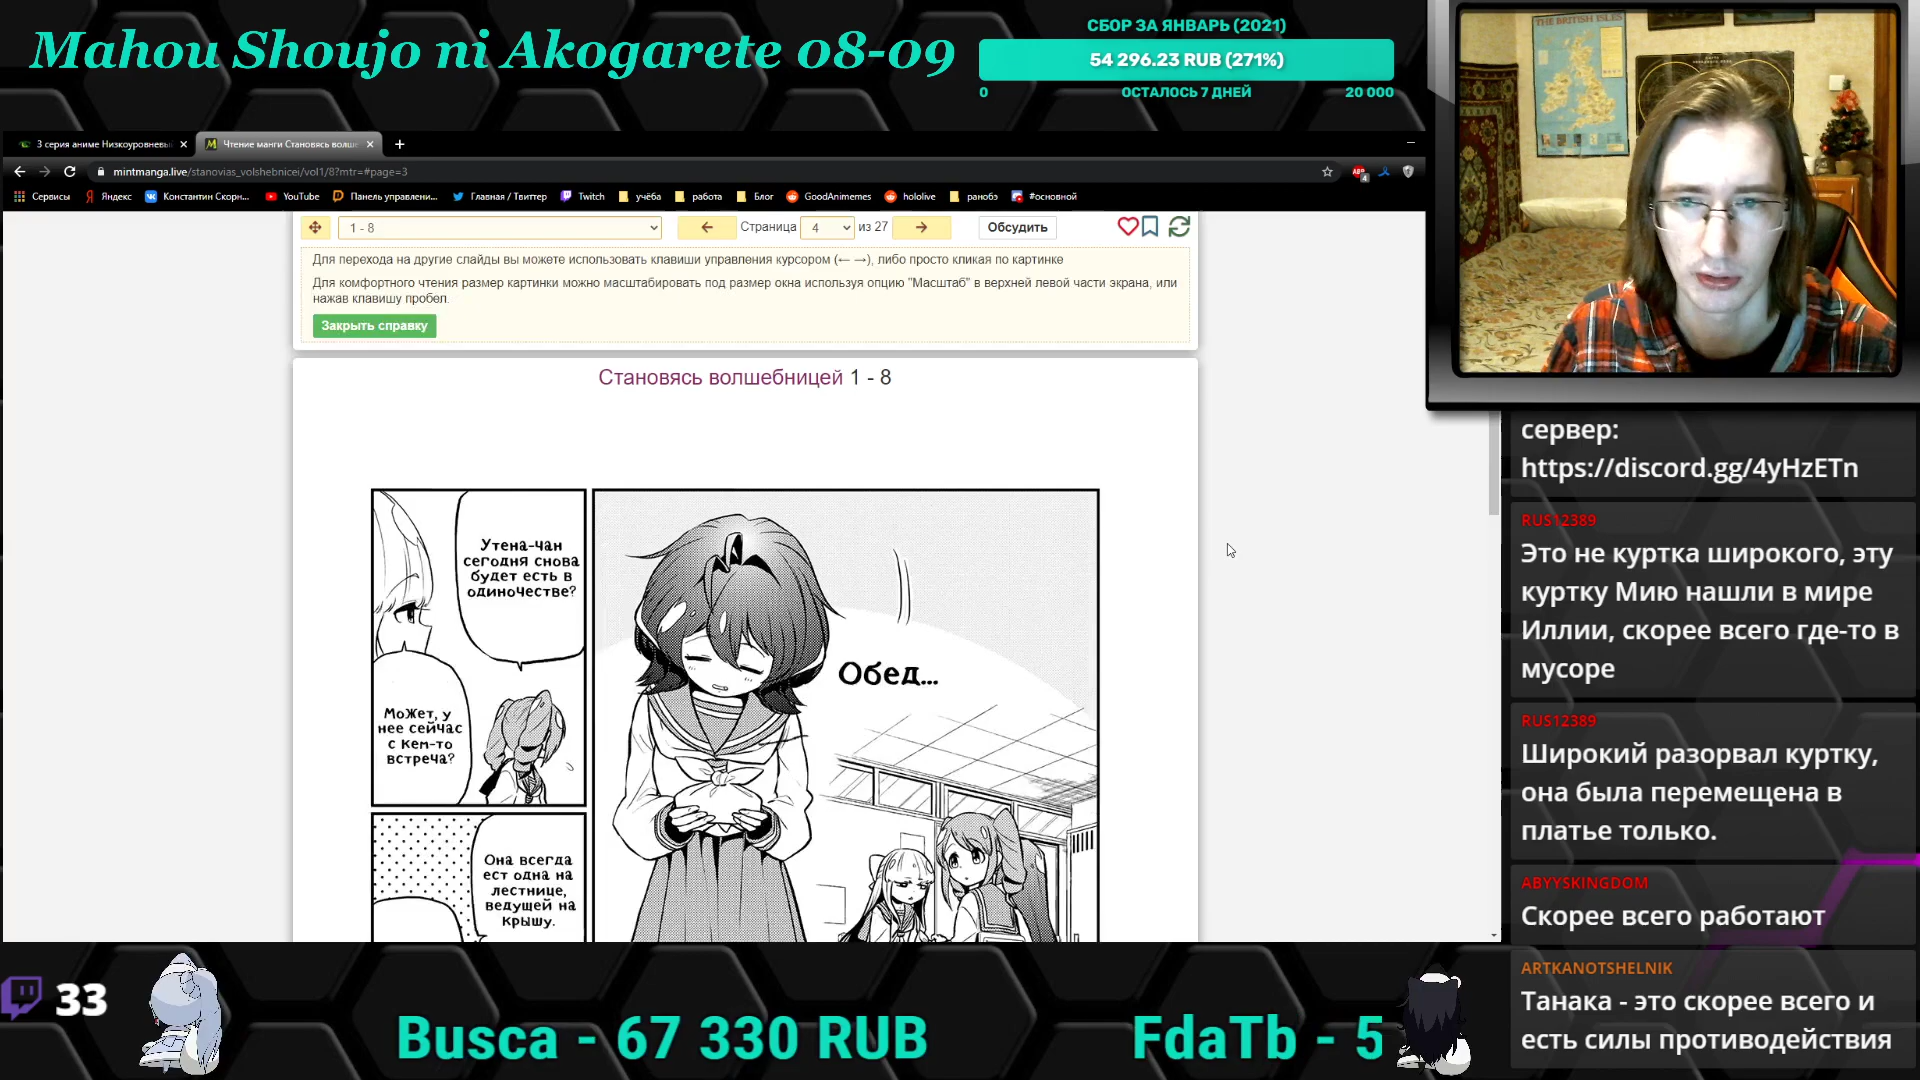 Mahou Shoujo ni Akogarete 08-09
СБОР ЗА ЯНВАРЬ (2021)
54 296.23 RUB (271%)
0
ОСТАЛОСЬ 7 ДНЕЙ
20 000
THE BRITISH ISLES
3 серия аниме Низкоуровневы
Чтение манги Становясь волше
mintmanga.live/stanovias_volshebnicei/vol1/8?mtr=#page=3
Сервисы
Яндекс
Константин Скорн...
YouTube
Панель управлени...
Главная / Твиттер
Twitch
учёба
работа
Блог
GoodAnimemes
hololive
ранобэ
#основной
1 - 8
Страница
4
из 27
Обсудить
Для перехода на другие слайды вы можете использовать клавиши управления курсором (← →), либо просто кликая по картинке
Для комфортного чтения размер картинки можно масштабировать под размер окна используя опцию "Масштаб" в верхней левой части экрана, или
нажав клавишу пробел.
Закрыть справку
Становясь волшебницей 1 - 8
Утена-чан
сегодня снова
будет есть в
одиночестве?
Может, у
нее сейчас
с кем-то
встреча?
Обед...
Она всегда
ест одна на
лестнице,
ведущей на
крышу.
сервер:
https://discord.gg/4yHzETn
RUS12389
Это не куртка широкого, эту
куртку Мию нашли в мире
Иллии, скорее всего где-то в
мусоре
RUS12389
Широкий разорвал куртку,
она была перемещена в
платье только.
ABYYSKINGDOM
Скорее всего работают
ARTKANOTSHELNIK
Танака - это скорее всего и
есть силы противодействия
33
Busca - 67 330 RUB
FdaTb - 5